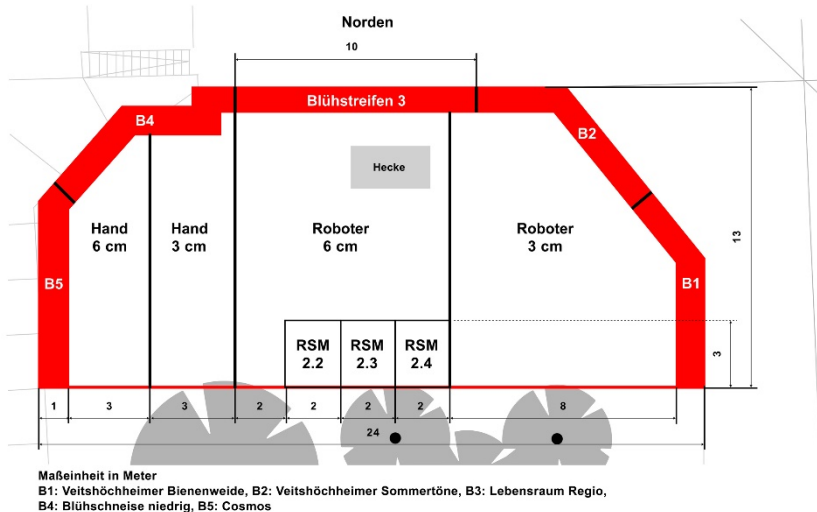 Norden
10
Blühstreifen 3
B4
B2
Hecke
Hand
6 cm
Hand
3 cm
Roboter
6 cm
Roboter
3 cm
13
B5
B1
RSM
2.2
RSM
2.3
RSM
2.4
3
1
3
3
2
2
2
2
8
24
Maßeinheit in Meter
B1: Veitshöchheimer Bienenweide, B2: Veitshöchheimer Sommertöne, B3: Lebensraum Regio,
B4: Blühschneise niedrig, B5: Cosmos